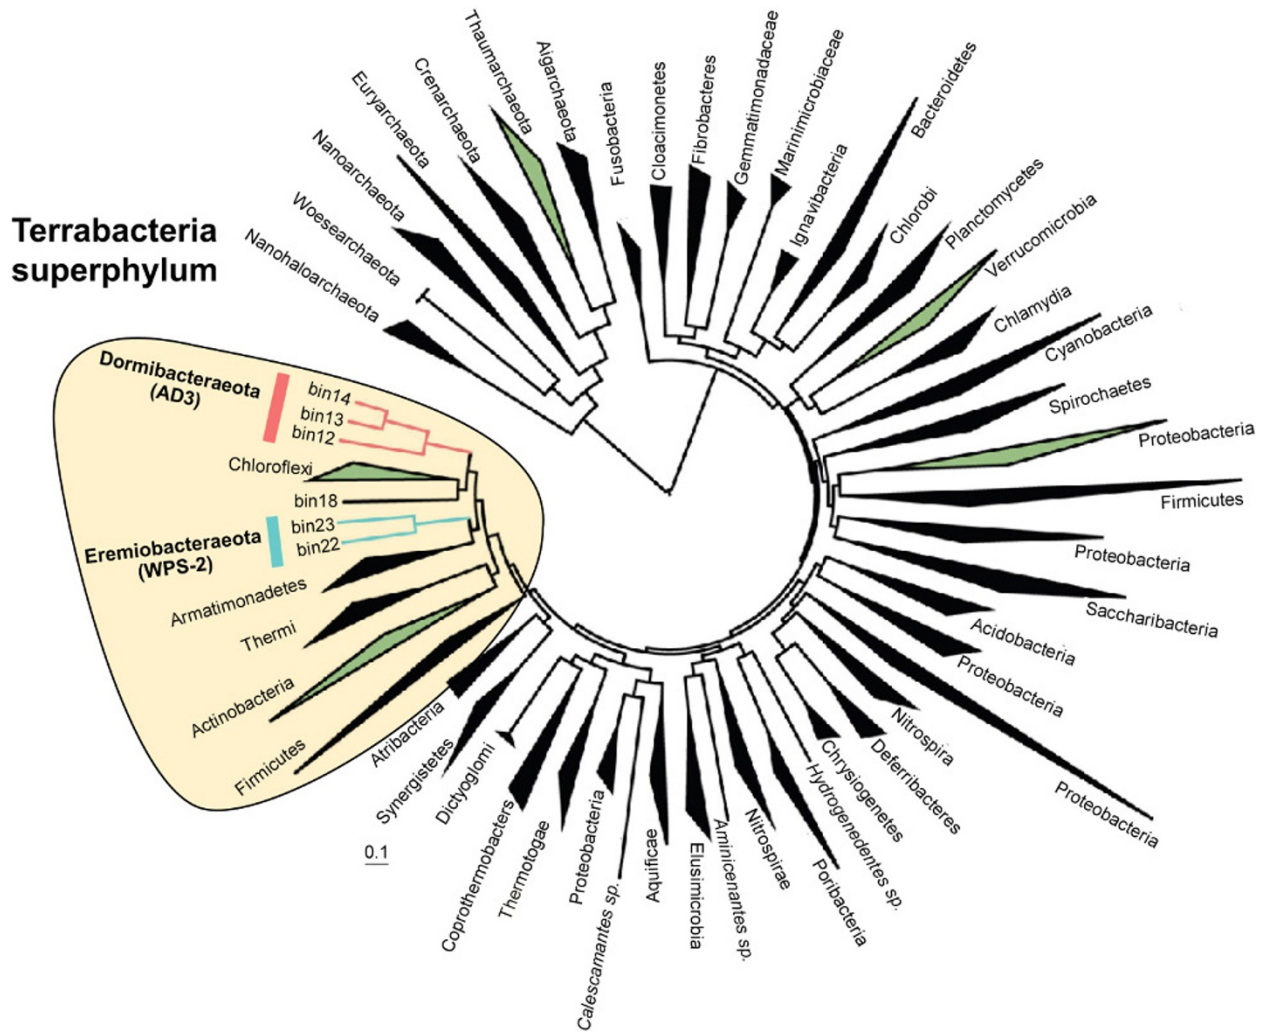 Terrabacteria
superphylum
Nanohaloarchaeota
Woesearchaeota
Nanoarchaeota
Euryarchaeota
Crenarchaeota
Thaumarchaeota
Aigarchaeota
Fusobacteria
Cloacimonetes
Fibrobacteres
Gemmatimonadaceae
Marinimicrobiaceae
Ignavibacteria
Bacteroidetes
Chlorobi
Planctomycetes
Verrucomicrobia
Chlamydia
Cyanobacteria
Spirochaetes
Proteobacteria
Firmicutes
Proteobacteria
Saccharibacteria
Acidobacteria
Proteobacteria
Proteobacteria
Nitrospira
Deferribacteres
Chrysiogenetes
Hydrogenedentes sp.
Poribacteria
Nitrospirae
Aminicenantes sp.
Elusimicrobia
Aquificae
Calescamantes sp.
Proteobacteria
Thermotogae
Coprothermobacters
Dictyoglomi
Synergistetes
Atribacteria
Firmicutes
Actinobacteria
Thermi
Armatimonadetes
Eremiobacteraeota
(WPS-2)
bin22
bin23
bin18
Chloroflexi
Dormibacteraeota
(AD3)
bin12
bin13
bin14
0.1